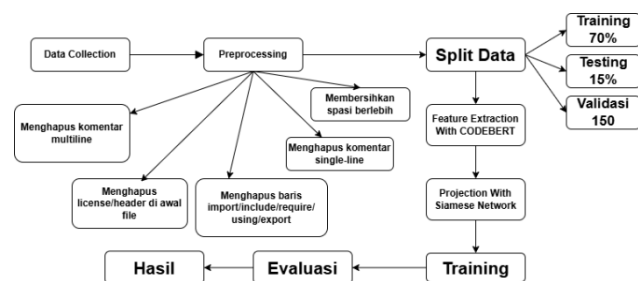 Data Collection
Preprocessing
Split Data
Training
70%
Testing
15%
Validasi
150
Membersihkan
spasi berlebih
Menghapus komentar
multiline
Menghapus komentar
single-line
Menghapus
license/header di awal
file
Menghapus baris
import/include/require/
using/export
Feature Extraction
With CODEBERT
Projection With
Siamese Network
Hasil
Evaluasi
Training